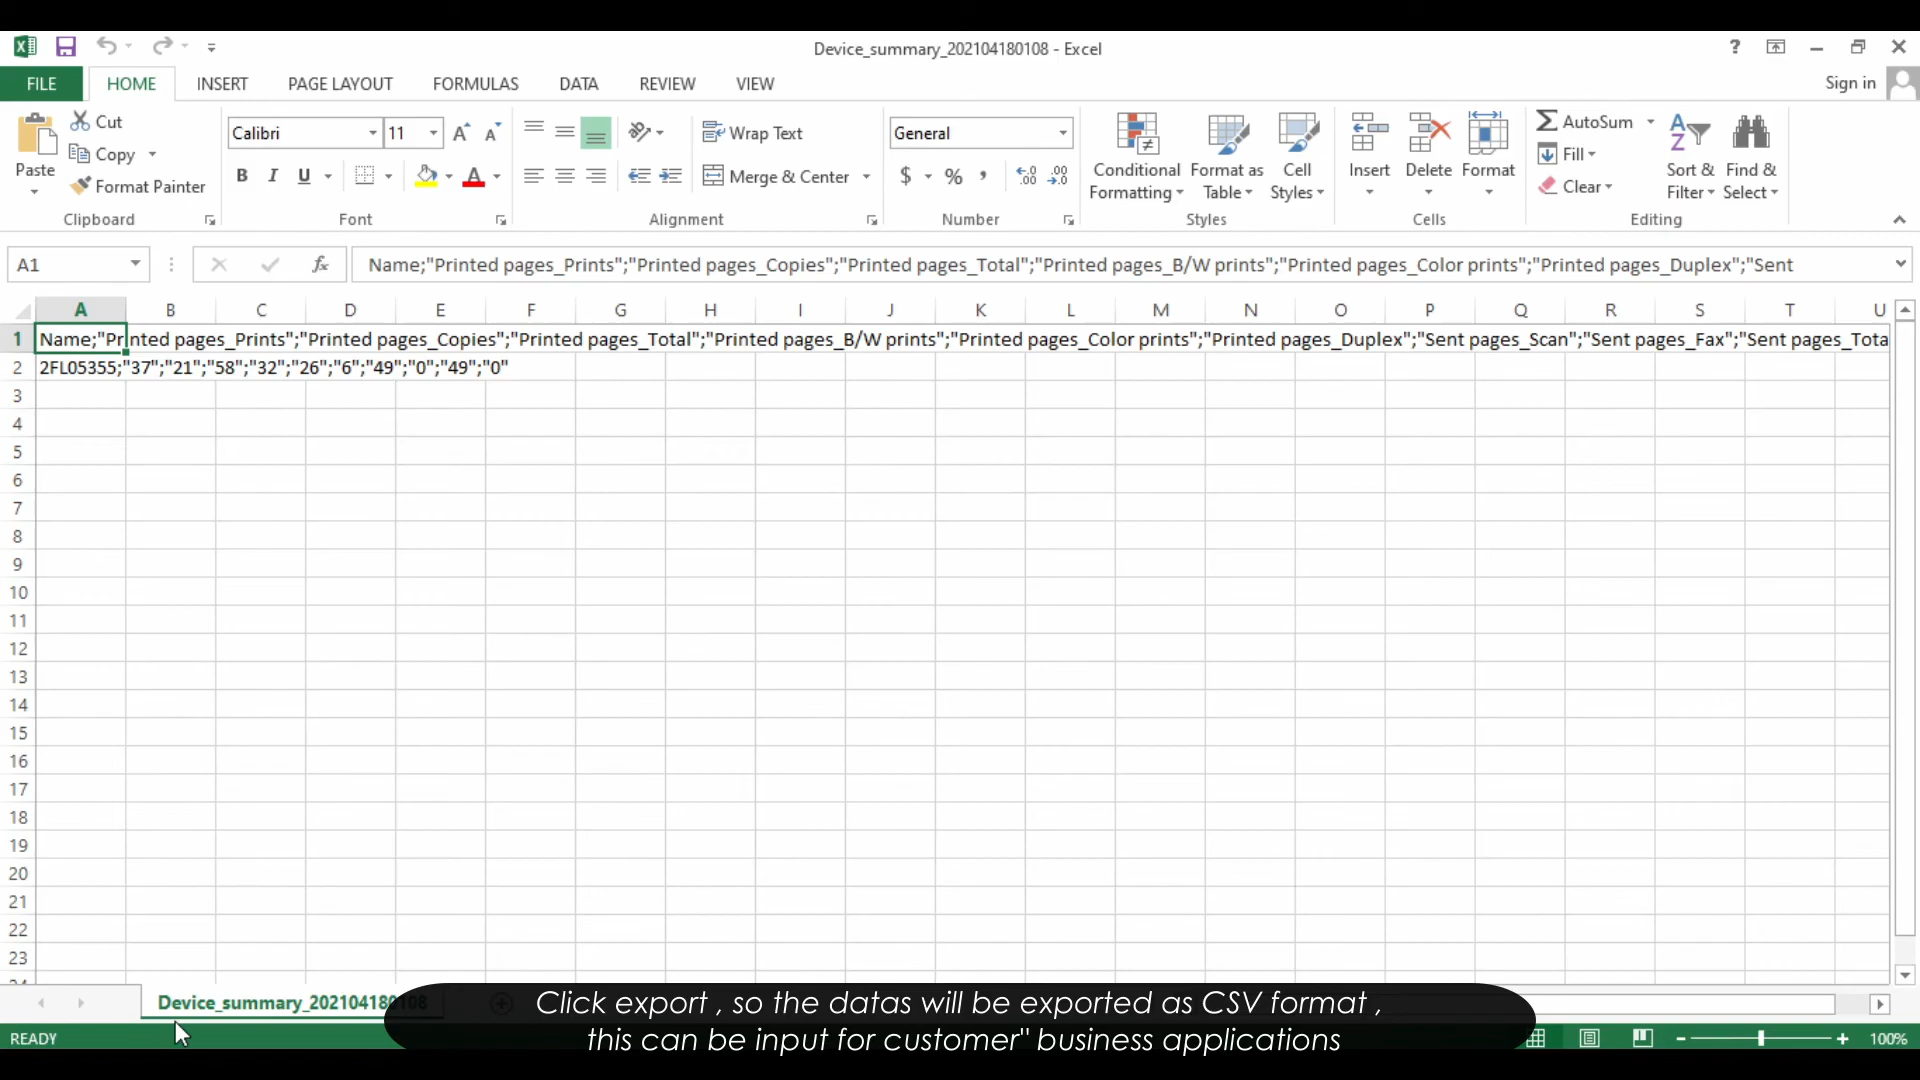 Device_summary_202104180108 - Excel
?
FILE HOME INSERT PAGE LAYOUT FORMULAS DATA REVIEW VIEW Sign in
Paste
Cut
Copy
Format Painter
Clipboard
Calibri 11
B I U
Font
Wrap Text
Merge & Center
Alignment
General
$ % ,
Number
Conditional Formatting
Format as Table
Cell Styles
Styles
Insert Delete Format
Cells
AutoSum
Fill
Clear
Sort & Filter
Find & Select
Editing
A1 fx Name;"Printed pages_Prints";"Printed pages_Copies";"Printed pages_Total";"Printed pages_B/W prints";"Printed pages_Color prints";"Printed pages_Duplex";"Sent
A B C D E F G H I J K L M N O P Q R S T U
1 Name;"Printed pages_Prints";"Printed pages_Copies";"Printed pages_Total";"Printed pages_B/W prints";"Printed pages_Color prints";"Printed pages_Duplex";"Sent pages_Scan";"Sent pages_Fax";"Sent pages_Tota
2 2FL05355;"37";"21";"58";"32";"26";"6";"49";"0";"49";"0"
3
4
5
6
7
8
9
10
11
12
13
14
15
16
17
18
19
20
21
22
23
Device_summary_202104180108
Click export , so the datas will be exported as CSV format ,
this can be input for customer" business applications
READY 100%